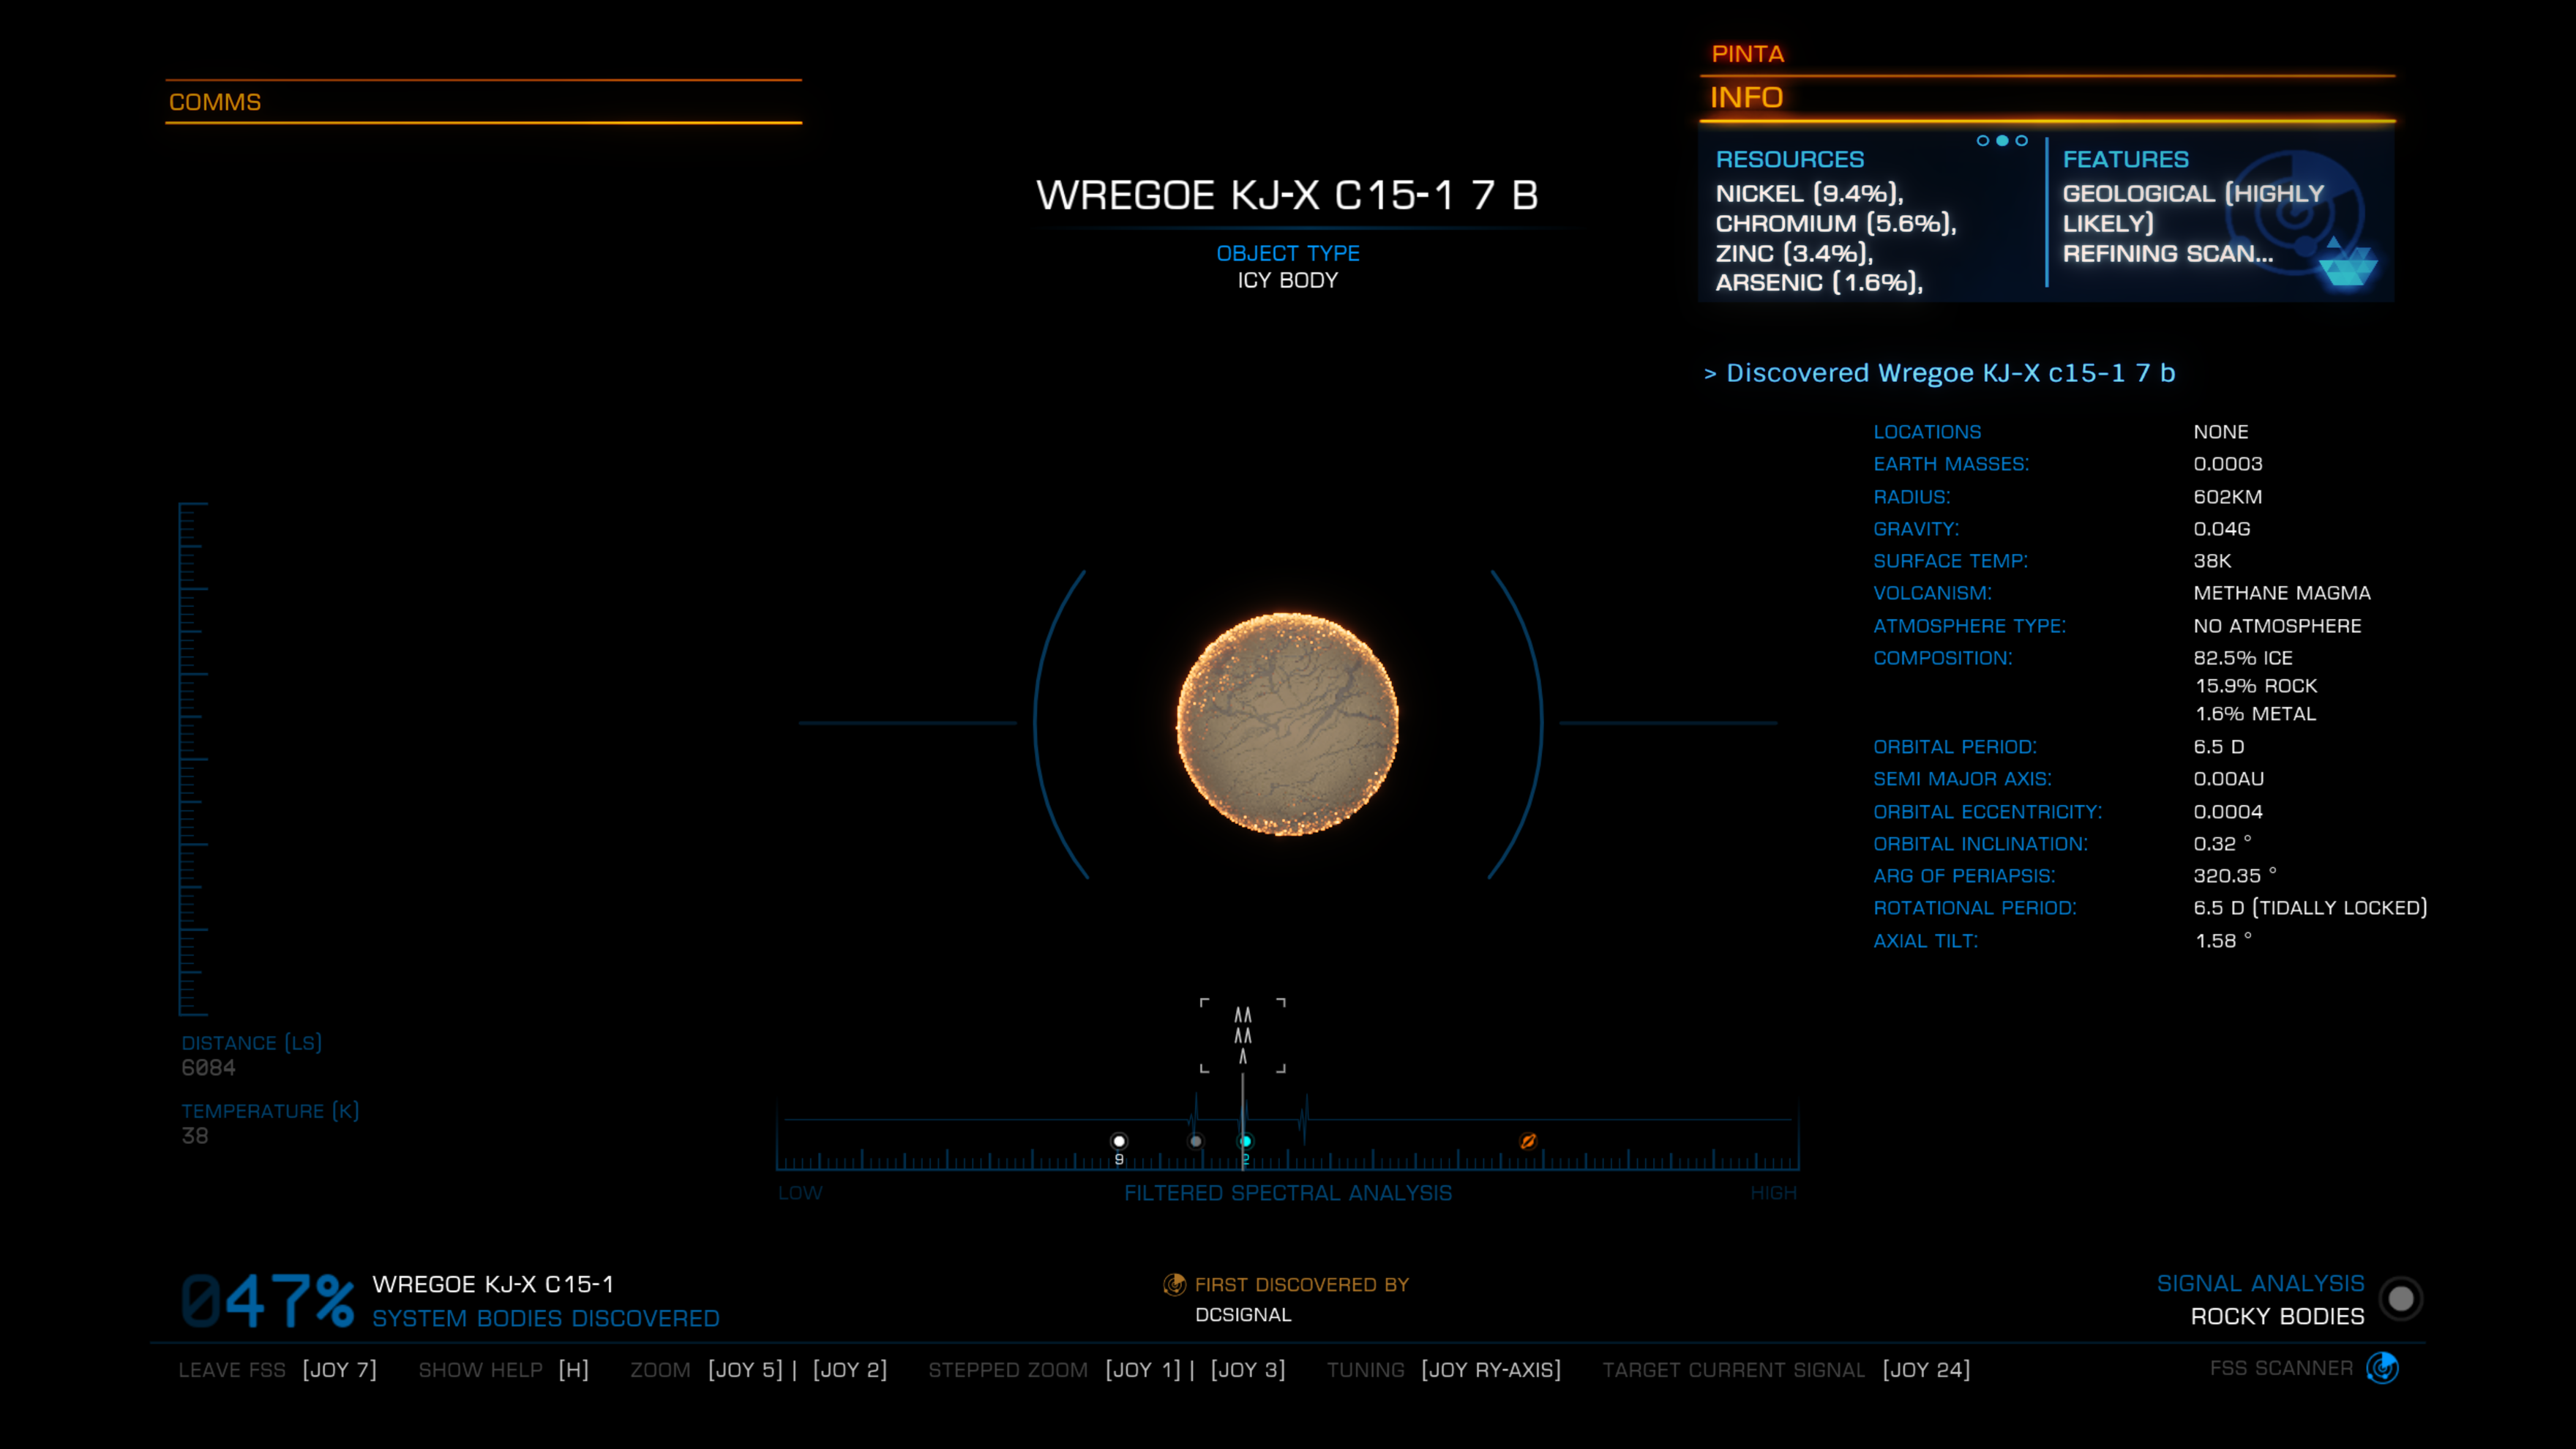 COMMS
PINTA
INFO
RESOURCES
NICKEL (9.4%),
CHROMIUM (5.6%),
ZINC (3.4%),
ARSENIC (1.6%),
FEATURES
GEOLOGICAL (HIGHLY
LIKELY)
REFINING SCAN...
WREGOE KJ-X C15-1 7 B
OBJECT TYPE
ICY BODY
> Discovered Wregoe KJ-X c15-1 7 b
LOCATIONS NONE
EARTH MASSES: 0.0003
RADIUS: 602KM
GRAVITY: 0.04G
SURFACE TEMP: 38K
VOLCANISM: METHANE MAGMA
ATMOSPHERE TYPE: NO ATMOSPHERE
COMPOSITION: 82.5% ICE
15.9% ROCK
1.6% METAL
ORBITAL PERIOD: 6.5 D
SEMI MAJOR AXIS: 0.00AU
ORBITAL ECCENTRICITY: 0.0004
ORBITAL INCLINATION: 0.32 °
ARG OF PERIAPSIS: 320.35 °
ROTATIONAL PERIOD: 6.5 D (TIDALLY LOCKED)
AXIAL TILT: 1.58 °
DISTANCE (LS)
6084
TEMPERATURE (K)
38
9 2
LOW FILTERED SPECTRAL ANALYSIS HIGH
047% WREGOE KJ-X C15-1
SYSTEM BODIES DISCOVERED
FIRST DISCOVERED BY
DCSIGNAL
SIGNAL ANALYSIS
ROCKY BODIES
LEAVE FSS [JOY 7] SHOW HELP [H] ZOOM [JOY 5] | [JOY 2] STEPPED ZOOM [JOY 1] | [JOY 3] TUNING [JOY RY-AXIS] TARGET CURRENT SIGNAL [JOY 24] FSS SCANNER